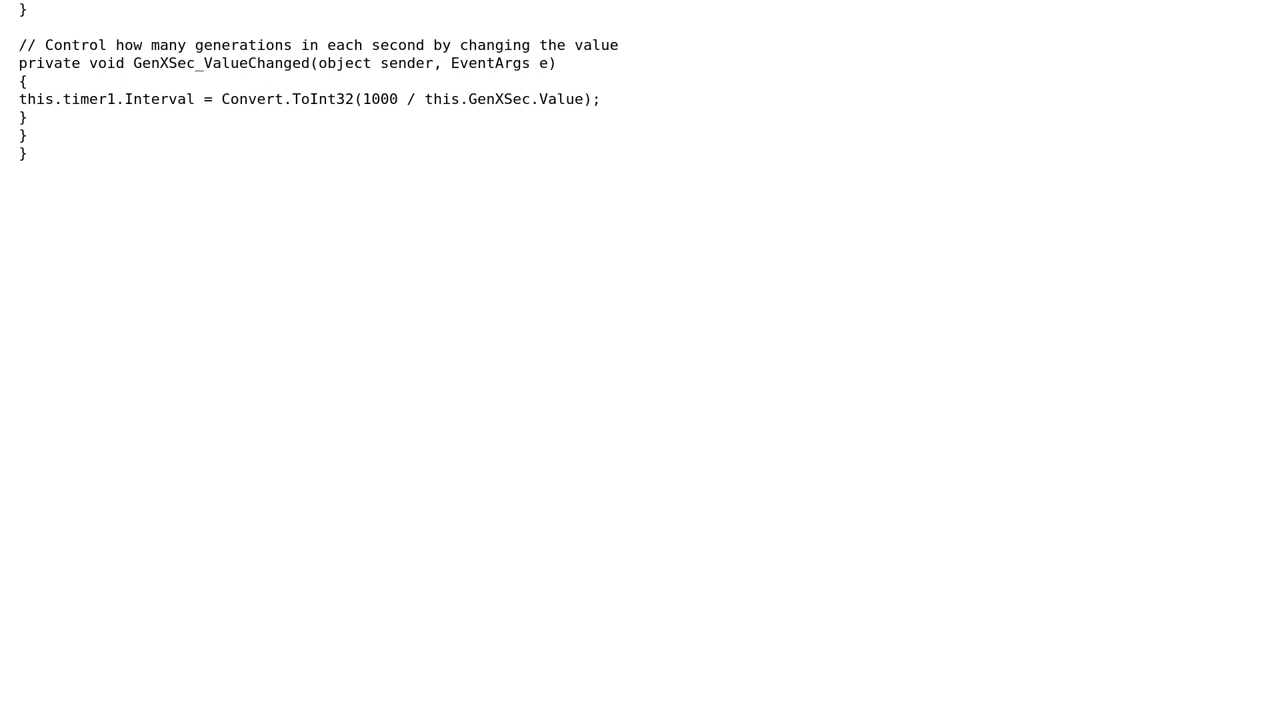 }
// Control how many generations in each second by changing the value
private void GenXSec_ValueChanged(object sender, EventArgs e)
{
this.timer1.Interval = Convert.ToInt32(1000 / this.GenXSec.Value);
}
}
}